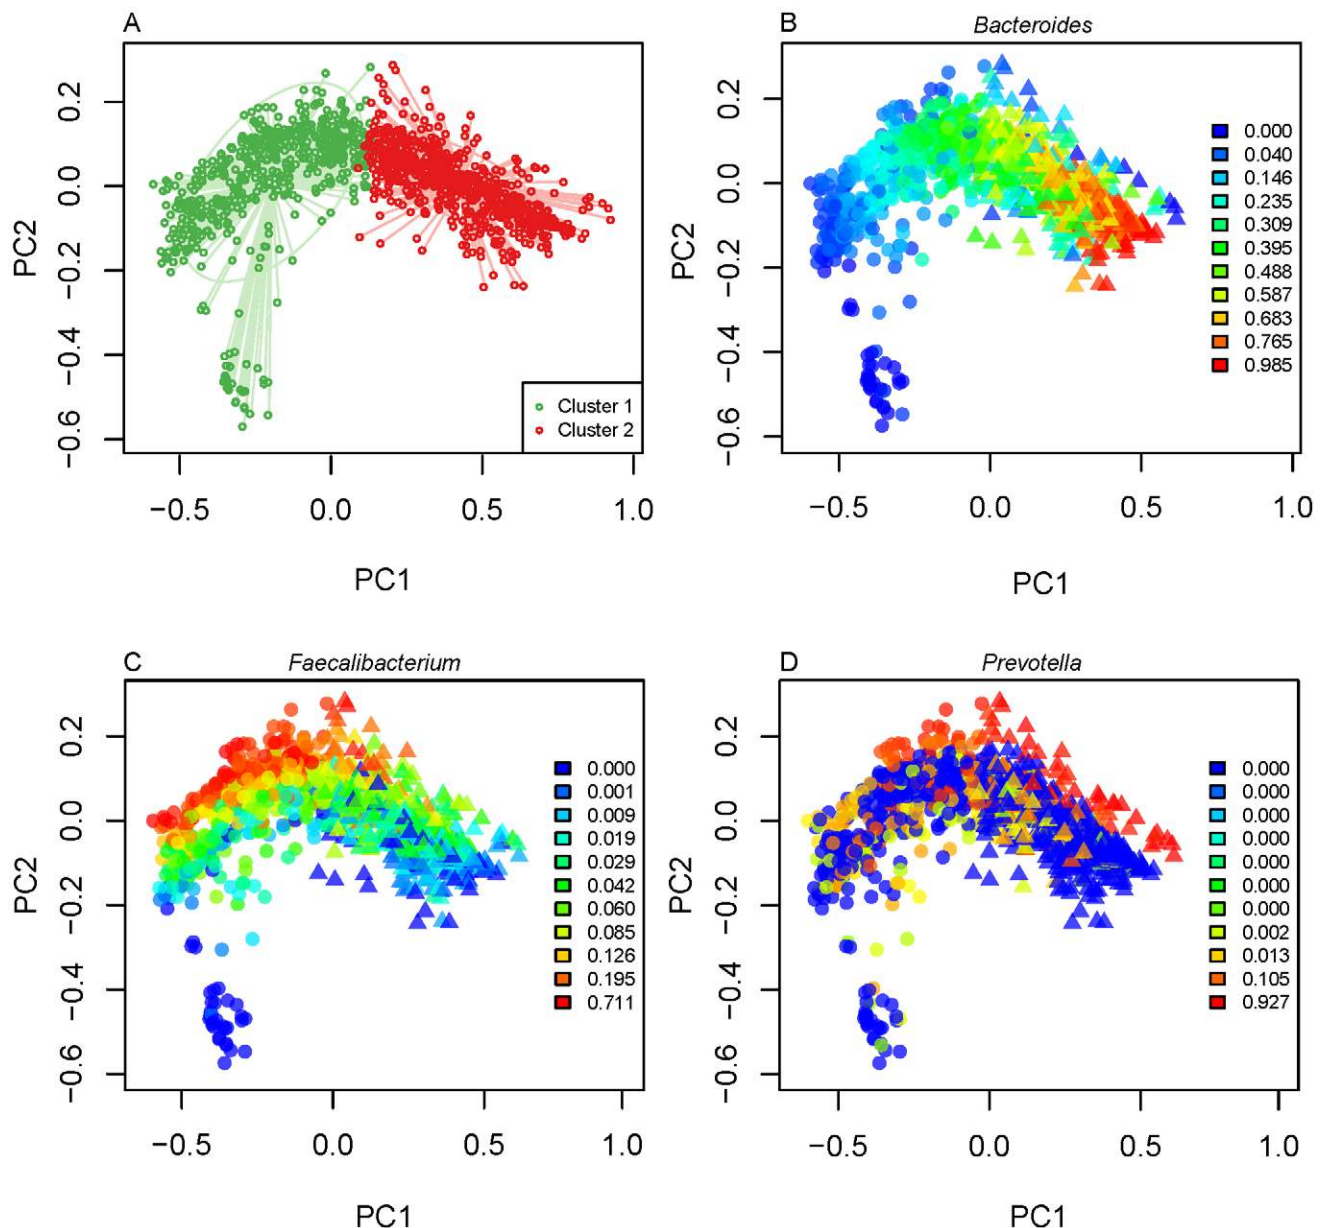 A
0.2
0.0
−0.2
−0.4
−0.6
PC2
Cluster 1
Cluster 2
−0.5 0.0 0.5 1.0
PC1
B Bacteroides
0.2
0.0
−0.2
−0.4
−0.6
PC2
0.000
0.040
0.146
0.235
0.309
0.395
0.488
0.587
0.683
0.765
0.985
−0.5 0.0 0.5 1.0
PC1
C Faecalibacterium
0.2
0.0
−0.2
−0.4
−0.6
PC2
0.000
0.001
0.009
0.019
0.029
0.042
0.060
0.085
0.126
0.195
0.711
−0.5 0.0 0.5 1.0
PC1
D Prevotella
0.2
0.0
−0.2
−0.4
−0.6
PC2
0.000
0.000
0.000
0.000
0.000
0.000
0.000
0.002
0.013
0.105
0.927
−0.5 0.0 0.5 1.0
PC1